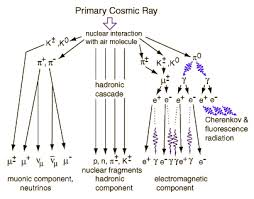 Primary Cosmic Ray
nuclear interaction
with air molecule
K±, K0
π+, π-
hadronic
cascade
π±
K±, K0
π0
μ±
γ γ
e+ e- e+ e-
Cherenkov &
fluorescence
radiation
μ± μ+ νμ ν̄μ μ-
p, n, π±, K±
e+ γ e- γ γ e+ γ e-
muonic component,
neutrinos
nuclear fragments
hadronic
component
electromagnetic
component